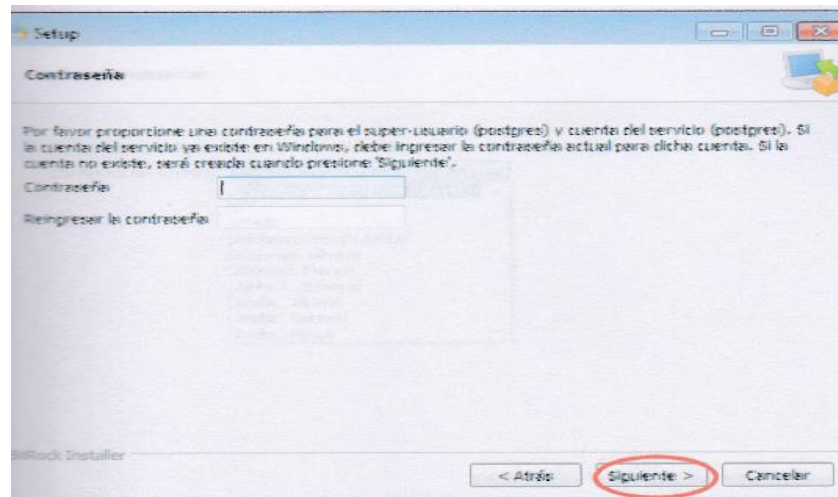 Setup
Contraseña
Por favor proporcione una contraseña para el super-usuario (postgres) y cuenta del servicio (postgres). Si
la cuenta del servicio ya existe en Windows, debe ingresar la contraseña actual para dicha cuenta. Si la
cuenta no existe, será creada cuando presione 'Siguiente'.
Contraseña
Reingresar la contraseña
BitRock Installer
< Atrás
Siguiente >
Cancelar